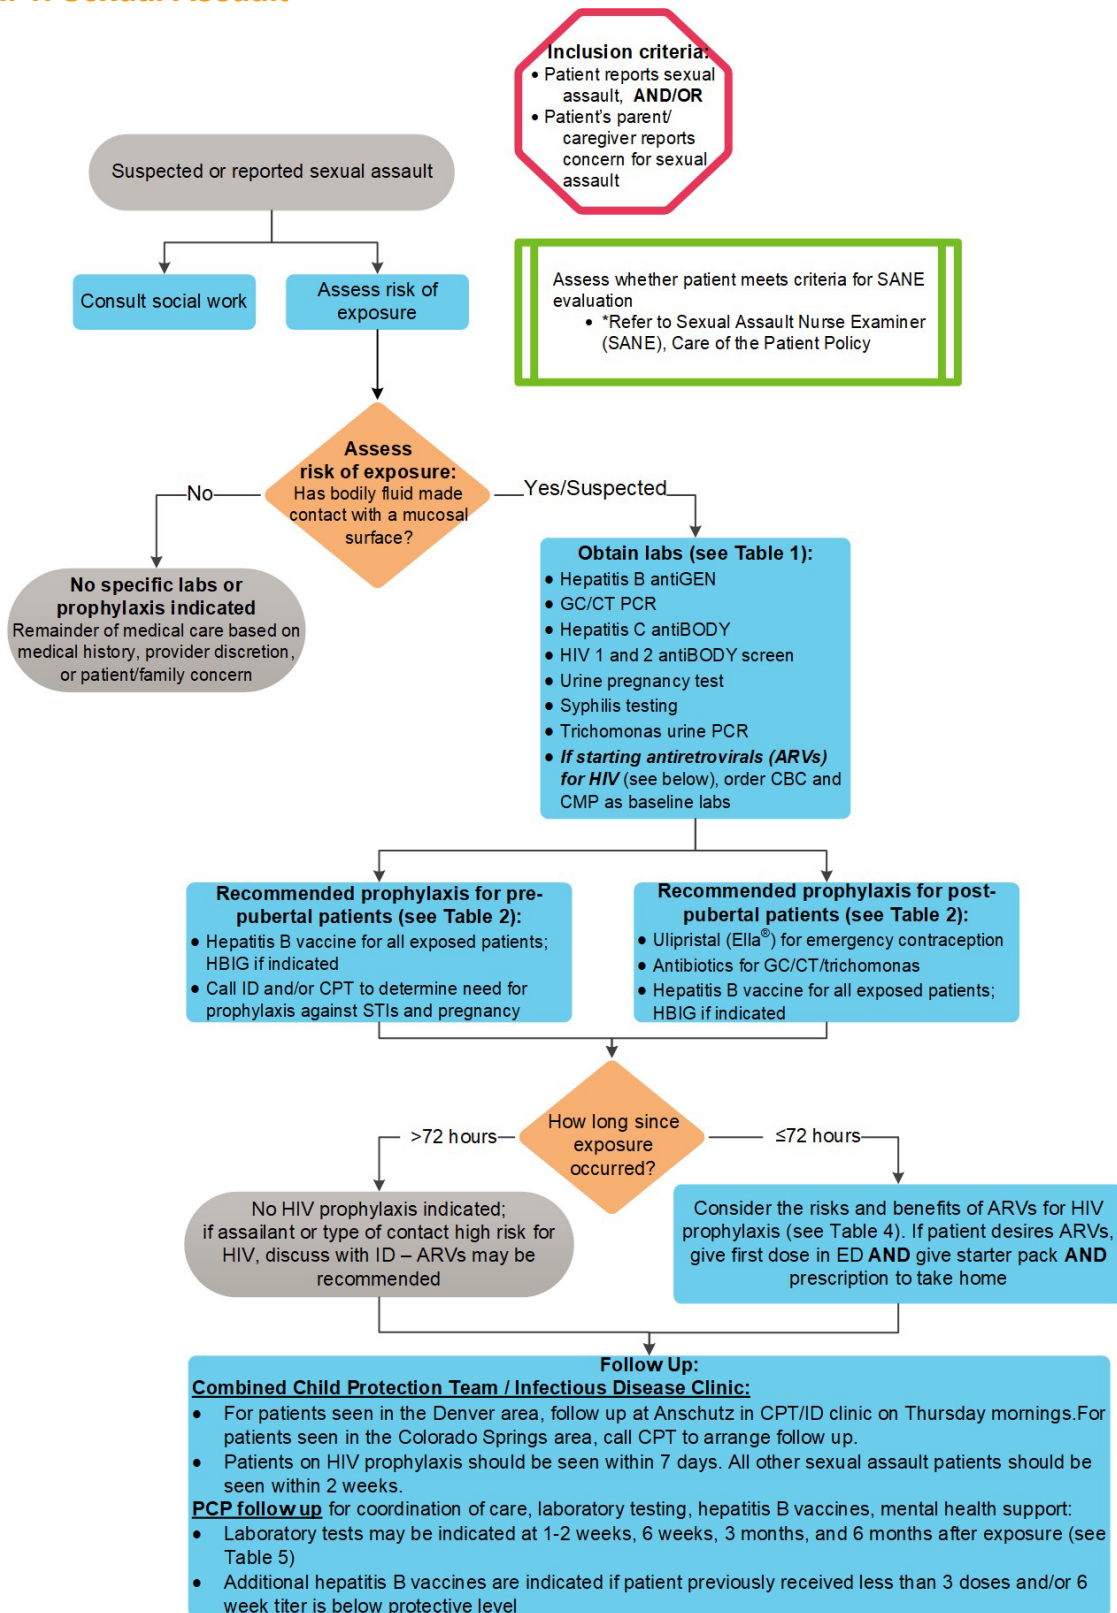 Sexual Assault
Inclusion criteria:
• Patient reports sexual
assault, AND/OR
• Patient's parent/
caregiver reports
concern for sexual
assault
Suspected or reported sexual assault
Assess whether patient meets criteria for SANE
evaluation
• *Refer to Sexual Assault Nurse Examiner
(SANE), Care of the Patient Policy
Consult social work
Assess risk of
exposure
Assess
risk of exposure:
Has bodily fluid made
contact with a mucosal
surface?
No
Yes/Suspected
No specific labs or
prophylaxis indicated
Remainder of medical care based on
medical history, provider discretion,
or patient/family concern
Obtain labs (see Table 1):
• Hepatitis B antiGEN
• GC/CT PCR
• Hepatitis C antiBODY
• HIV 1 and 2 antiBODY screen
• Urine pregnancy test
• Syphilis testing
• Trichomonas urine PCR
• If starting antiretrovirals (ARVs)
for HIV (see below), order CBC and
CMP as baseline labs
Recommended prophylaxis for pre-
pubertal patients (see Table 2):
• Hepatitis B vaccine for all exposed patients;
HBIG if indicated
• Call ID and/or CPT to determine need for
prophylaxis against STIs and pregnancy
Recommended prophylaxis for post-
pubertal patients (see Table 2):
• Ulipristal (Ella®) for emergency contraception
• Antibiotics for GC/CT/trichomonas
• Hepatitis B vaccine for all exposed patients;
HBIG if indicated
How long since
exposure
occurred?
>72 hours
≤72 hours
No HIV prophylaxis indicated;
if assailant or type of contact high risk for
HIV, discuss with ID – ARVs may be
recommended
Consider the risks and benefits of ARVs for HIV
prophylaxis (see Table 4). If patient desires ARVs,
give first dose in ED AND give starter pack AND
prescription to take home
Follow Up:
Combined Child Protection Team / Infectious Disease Clinic:
• For patients seen in the Denver area, follow up at Anschutz in CPT/ID clinic on Thursday mornings.For
patients seen in the Colorado Springs area, call CPT to arrange follow up.
• Patients on HIV prophylaxis should be seen within 7 days. All other sexual assault patients should be
seen within 2 weeks.
PCP follow up for coordination of care, laboratory testing, hepatitis B vaccines, mental health support:
• Laboratory tests may be indicated at 1-2 weeks, 6 weeks, 3 months, and 6 months after exposure (see
Table 5)
• Additional hepatitis B vaccines are indicated if patient previously received less than 3 doses and/or 6
week titer is below protective level